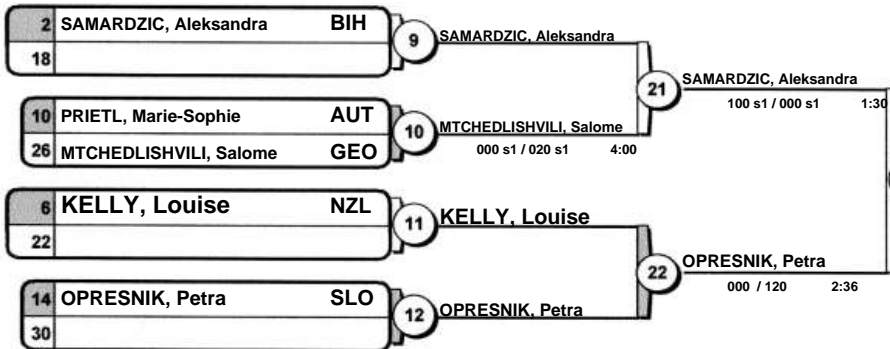 2 SAMARDZIC, Aleksandra BIH
18
9 SAMARDZIC, Aleksandra
10 PRIETL, Marie-Sophie AUT
26 MTCHEDLISHVILI, Salome GEO
10 MTCHEDLISHVILI, Salome
000 s1 / 020 s1 4:00
21 SAMARDZIC, Aleksandra
100 s1 / 000 s1 1:30
6 KELLY, Louise NZL
22
11 KELLY, Louise
14 OPRESNIK, Petra SLO
30
12 OPRESNIK, Petra
22 OPRESNIK, Petra
000 / 120 2:36